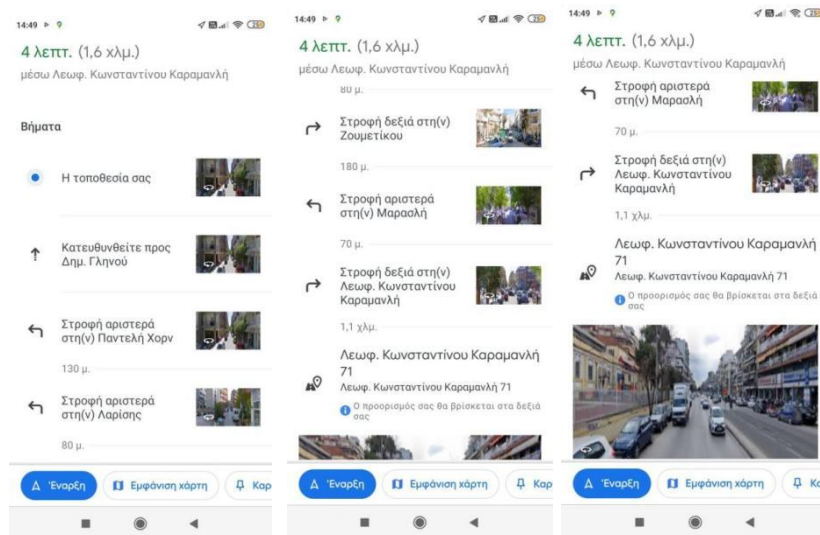 14:49
25
4 λεπτ. (1,6 χλμ.)
μέσω Λεωφ. Κωνσταντίνου Καραμανλή
Βήματα
Η τοποθεσία σας
Κατευθυνθείτε προς
Δημ. Γληνού
Στροφή αριστερά
στη(ν) Παντελή Χορν
130 μ.
Στροφή αριστερά
στη(ν) Λαρίσης
80 μ.
Έναρξη
Εμφάνιση χάρτη
Καρ
14:49
25
4 λεπτ. (1,6 χλμ.)
μέσω Λεωφ. Κωνσταντίνου Καραμανλή
80 μ.
Στροφή δεξιά στη(ν)
Ζουμετίκου
180 μ.
Στροφή αριστερά
στη(ν) Μαρασλή
70 μ.
Στροφή δεξιά στη(ν)
Λεωφ. Κωνσταντίνου
Καραμανλή
1,1 χλμ.
Λεωφ. Κωνσταντίνου Καραμανλή
71
Λεωφ. Κωνσταντίνου Καραμανλή 71
Ο προορισμός σας θα βρίσκεται στα δεξιά
σας
Έναρξη
Εμφάνιση χάρτη
Καρ
14:49
4 λεπτ. (1,6 χλμ.)
μέσω Λεωφ. Κωνσταντίνου Καραμανλή
Στροφή αριστερά
στη(ν) Μαρασλή
70 μ.
Στροφή δεξιά στη(ν)
Λεωφ. Κωνσταντίνου
Καραμανλή
1,1 χλμ.
Λεωφ. Κωνσταντίνου Καραμανλή
71
Λεωφ. Κωνσταντίνου Καραμανλή 71
Ο προορισμός σας θα βρίσκεται στα δεξιά
σας
Έναρξη
Εμφάνιση χάρτη
Κα